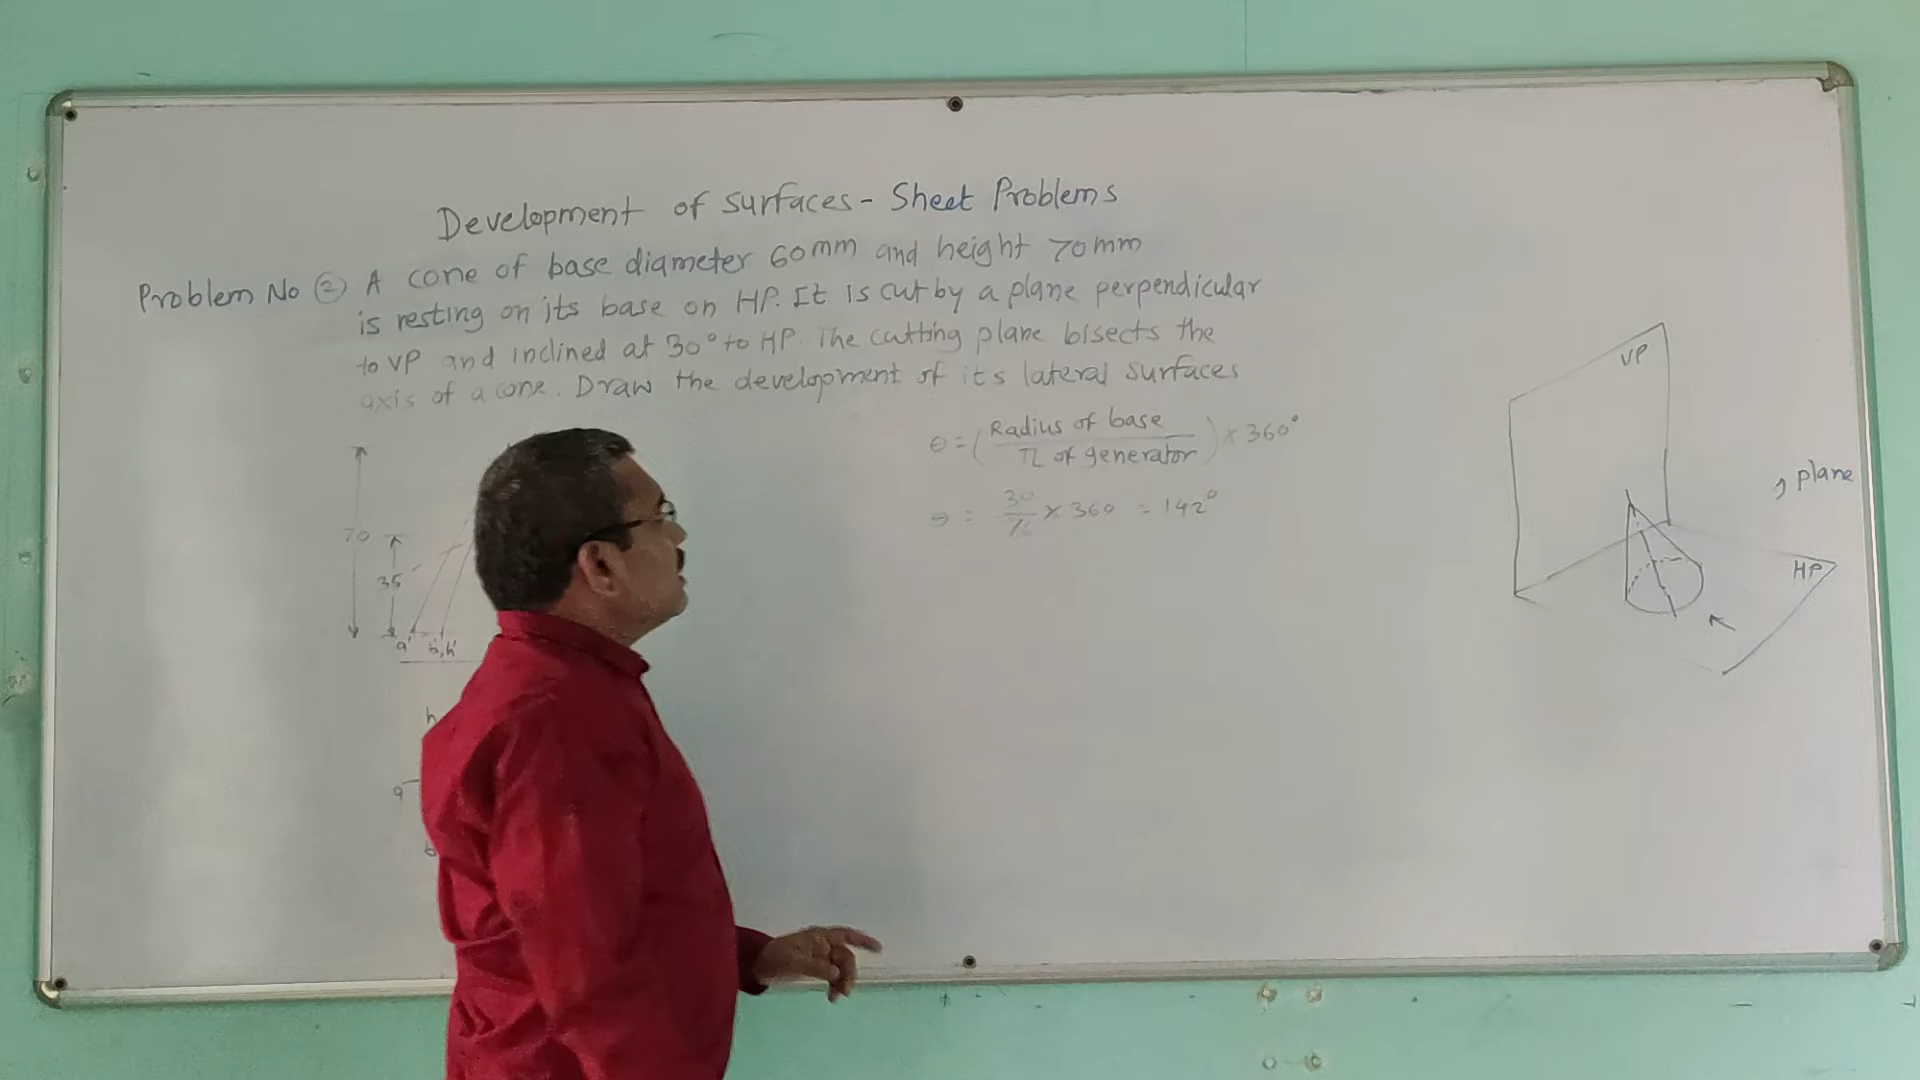 Development of surfaces - Sheet Problems
Problem No ② A cone of base diameter 60mm and height 70mm
is resting on its base on HP. It is cut by a plane perpendicular
to VP and inclined at 30° to HP. The cutting plane bisects the
axis of a cone. Draw the development of its lateral surfaces
θ = (Radius of base / TL of generator) × 360°
θ = 30/76 × 360 = 142°
70
35
a' b',h'
h
a
b
VP
plane
HP